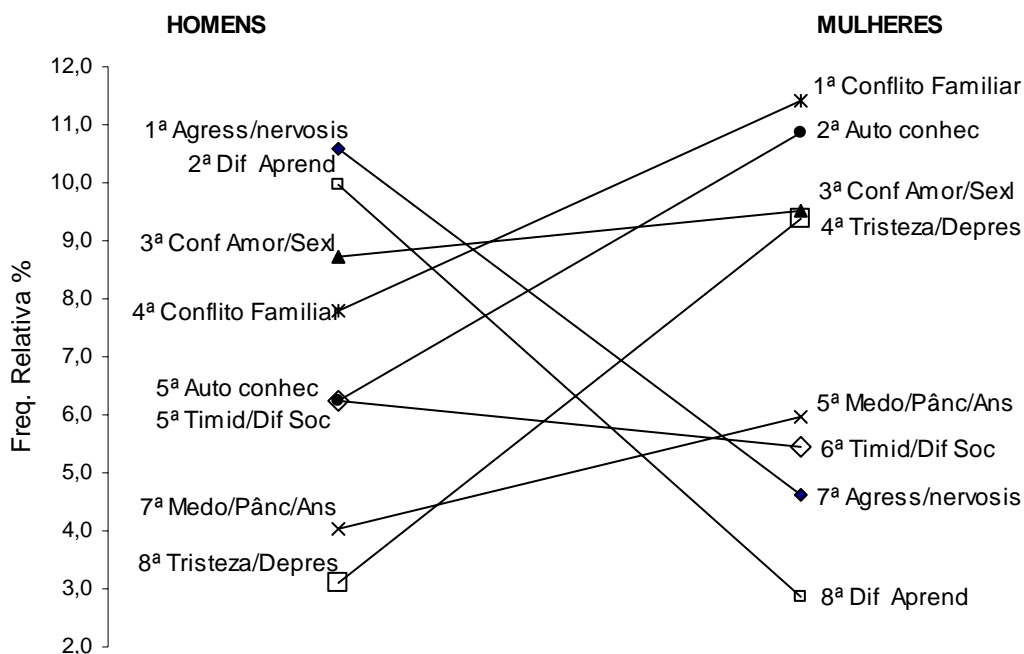 HOMENS
MULHERES
Freq. Relativa %
12,0
11,0
10,0
9,0
8,0
7,0
6,0
5,0
4,0
3,0
2,0
1ª Agress/nervosis
2ª Dif Aprend
3ª Conf Amor/Sexl
4ª Conflito Familiar
5ª Auto conhec
5ª Timid/Dif Soc
7ª Medo/Pânc/Ans
8ª Tristeza/Depres
1ª Conflito Familiar
2ª Auto conhec
3ª Conf Amor/Sexl
4ª Tristeza/Depres
5ª Medo/Pânc/Ans
6ª Timid/Dif Soc
7ª Agress/nervosis
8ª Dif Aprend